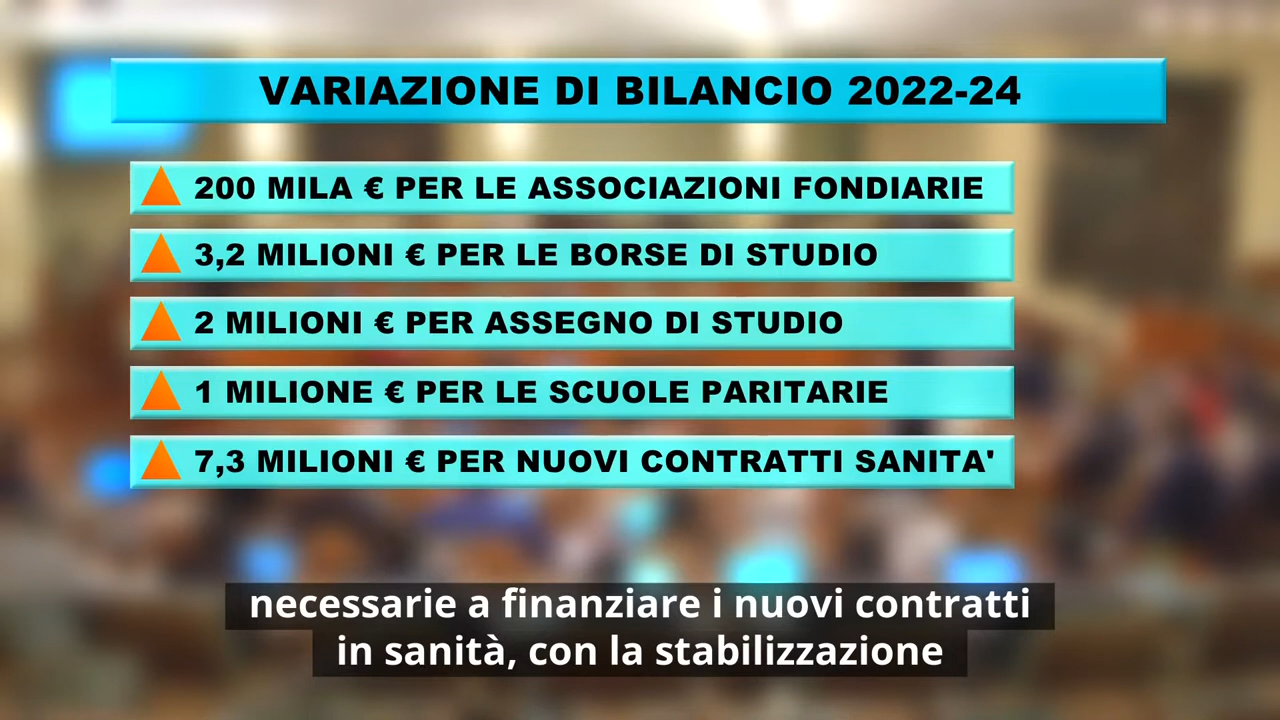 VARIAZIONE DI BILANCIO 2022-24
200 MILA € PER LE ASSOCIAZIONI FONDIARIE
3,2 MILIONI € PER LE BORSE DI STUDIO
2 MILIONI € PER ASSEGNO DI STUDIO
1 MILIONE € PER LE SCUOLE PARITARIE
7,3 MILIONI € PER NUOVI CONTRATTI SANITA'
necessarie a finanziare i nuovi contratti
in sanità, con la stabilizzazione